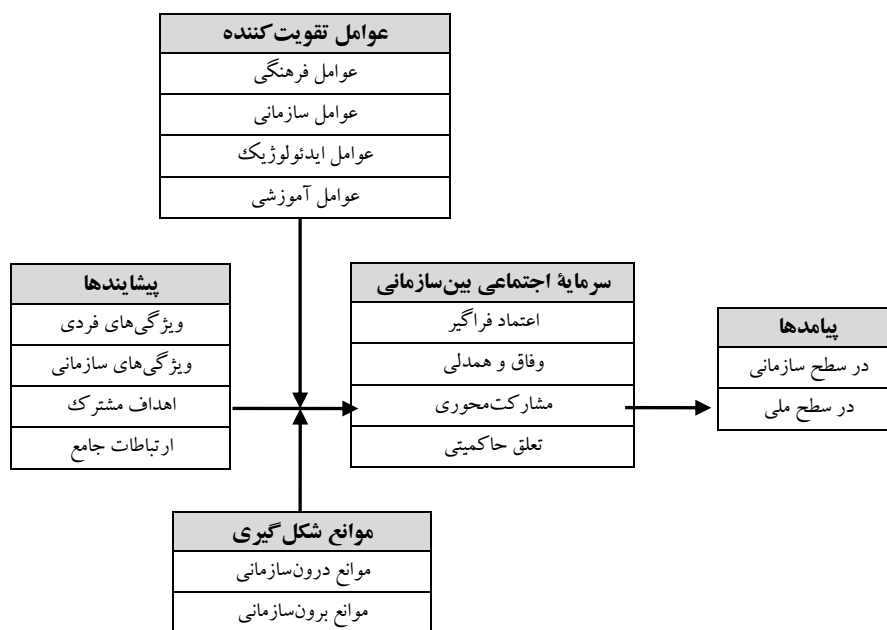 عوامل تقویت‌کننده
عوامل فرهنگی
عوامل سازمانی
عوامل ایدئولوژیک
عوامل آموزشی
پیشایندها
ویژگی‌های فردی
ویژگی‌های سازمانی
اهداف مشترک
ارتباطات جامع
سرمایۀ اجتماعی بین‌سازمانی
اعتماد فراگیر
وفاق و همدلی
مشارکت‌محوری
تعلق حاکمیتی
پیامدها
در سطح سازمانی
در سطح ملی
موانع شکل‌گیری
موانع درون‌سازمانی
موانع برون‌سازمانی